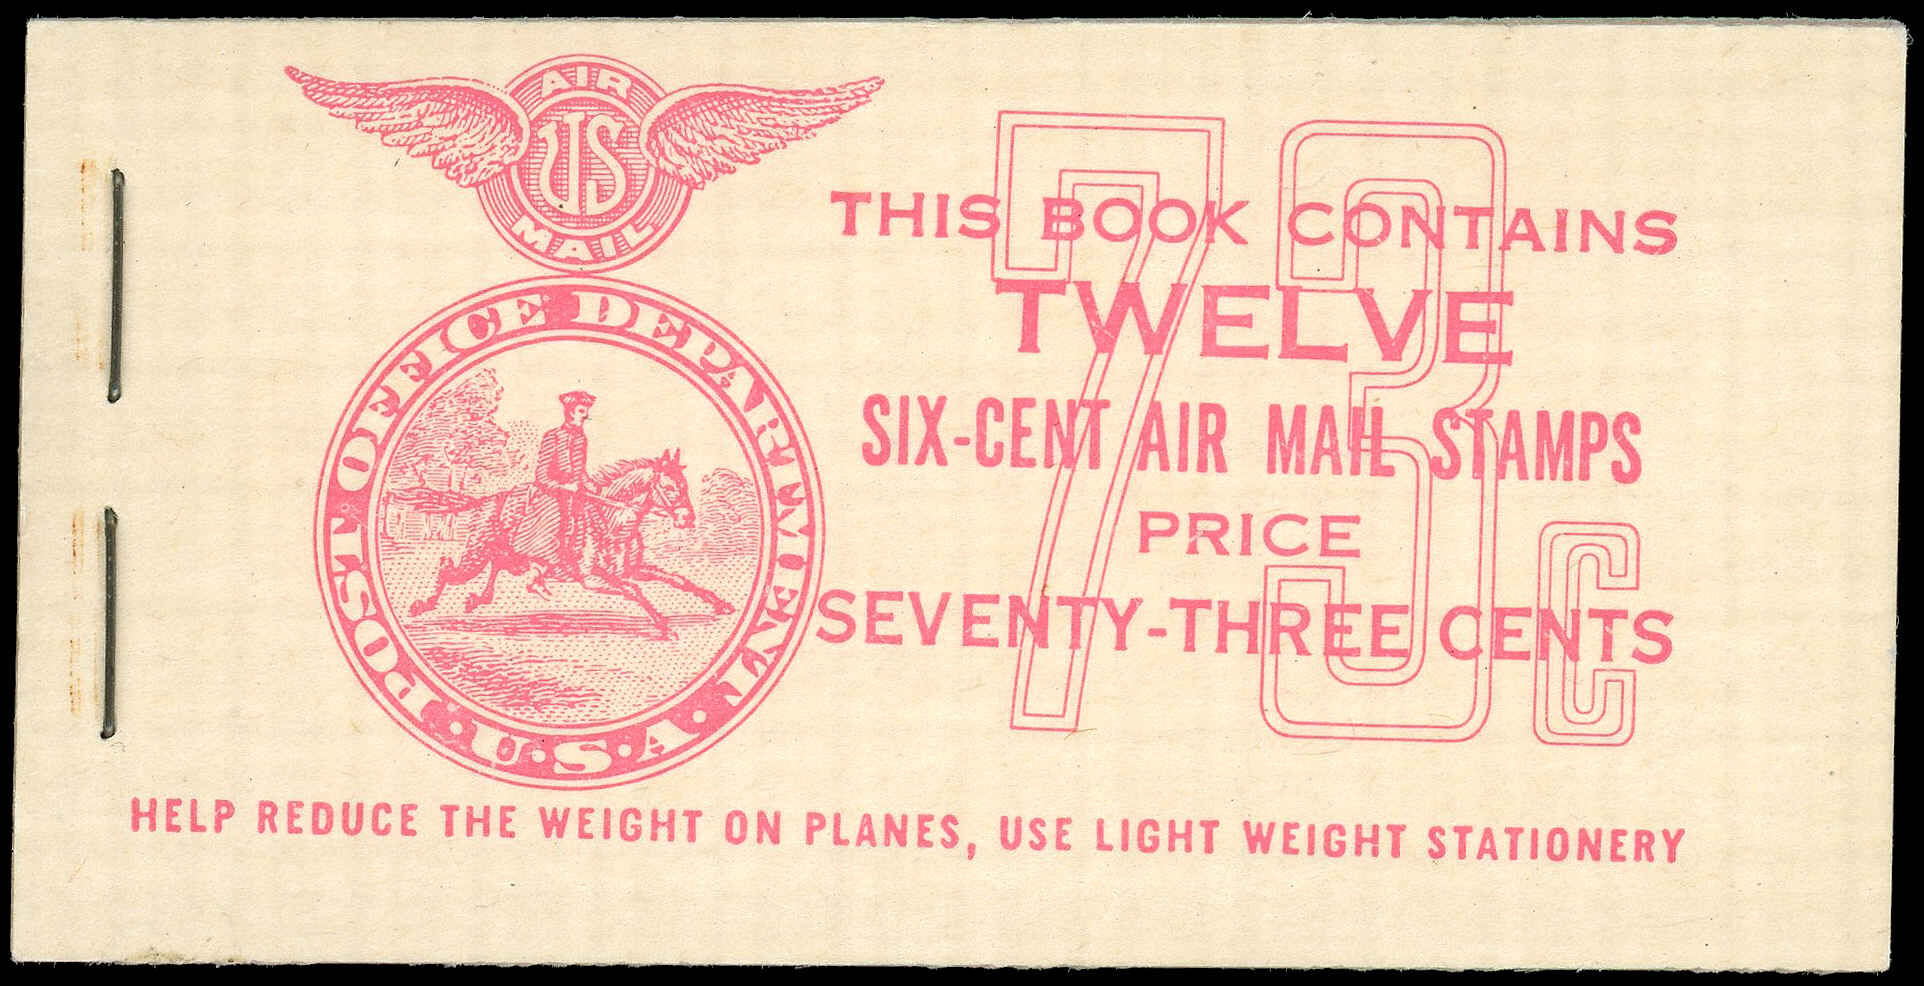 AIR
US
MAIL
POST OFFICE DEPARTMENT
·U·S·A·
73c
THIS BOOK CONTAINS
TWELVE
SIX-CENT AIR MAIL STAMPS
PRICE
SEVENTY-THREE CENTS
HELP REDUCE THE WEIGHT ON PLANES, USE LIGHT WEIGHT STATIONERY